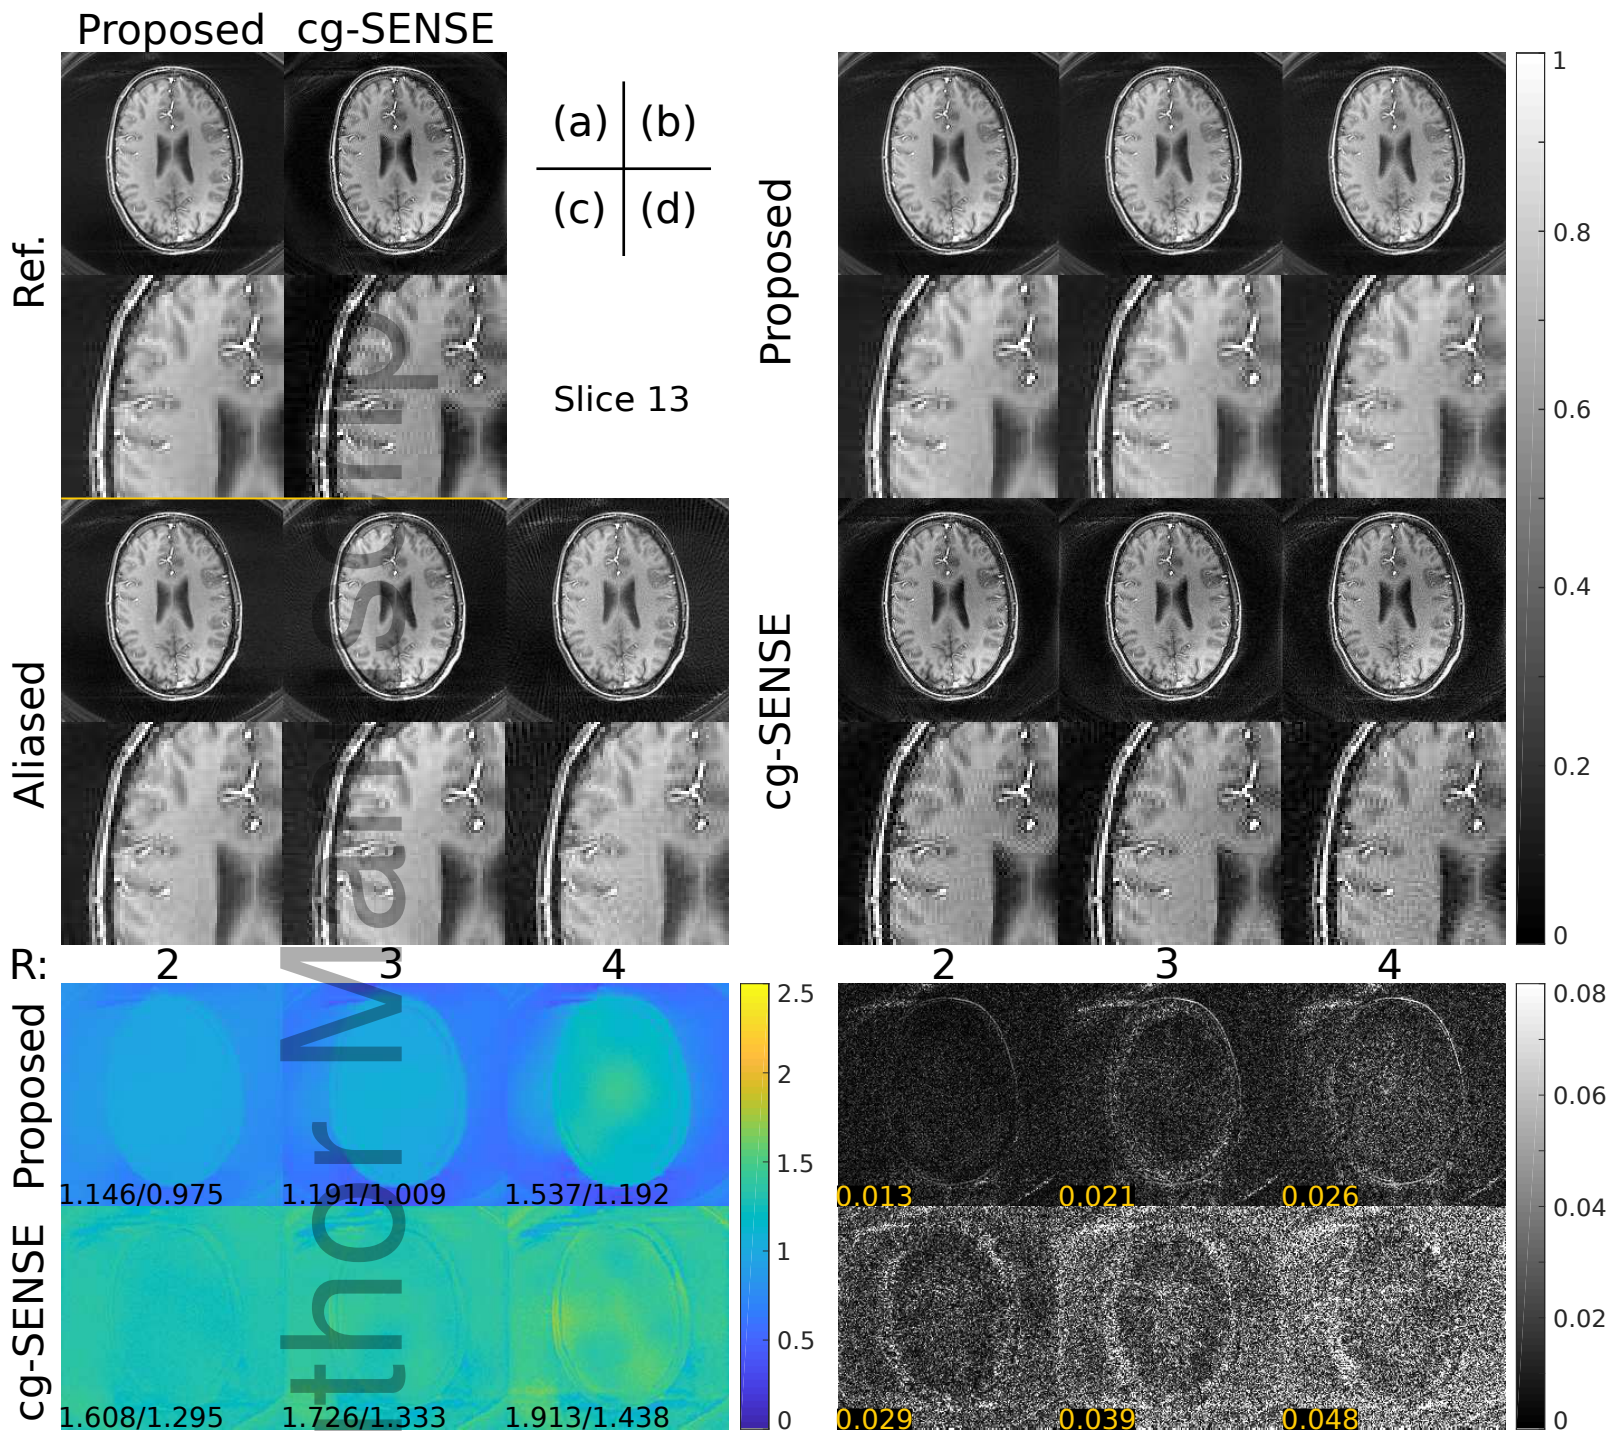 Proposed cg-SENSE
Ref.
(a) (b)
(c) (d)
Slice 13
Proposed
1
0.8
0.6
0.4
0.2
0
Aliased
cg-SENSE
R: 2 3 4
2 3 4
Proposed
1.146/0.975 1.191/1.009 1.537/1.192
cg-SENSE
1.608/1.295 1.726/1.333 1.913/1.438
2.5
2
1.5
1
0.5
0
0.013 0.021 0.026
0.029 0.039 0.048
0.08
0.06
0.04
0.02
0
thor Manuscrip